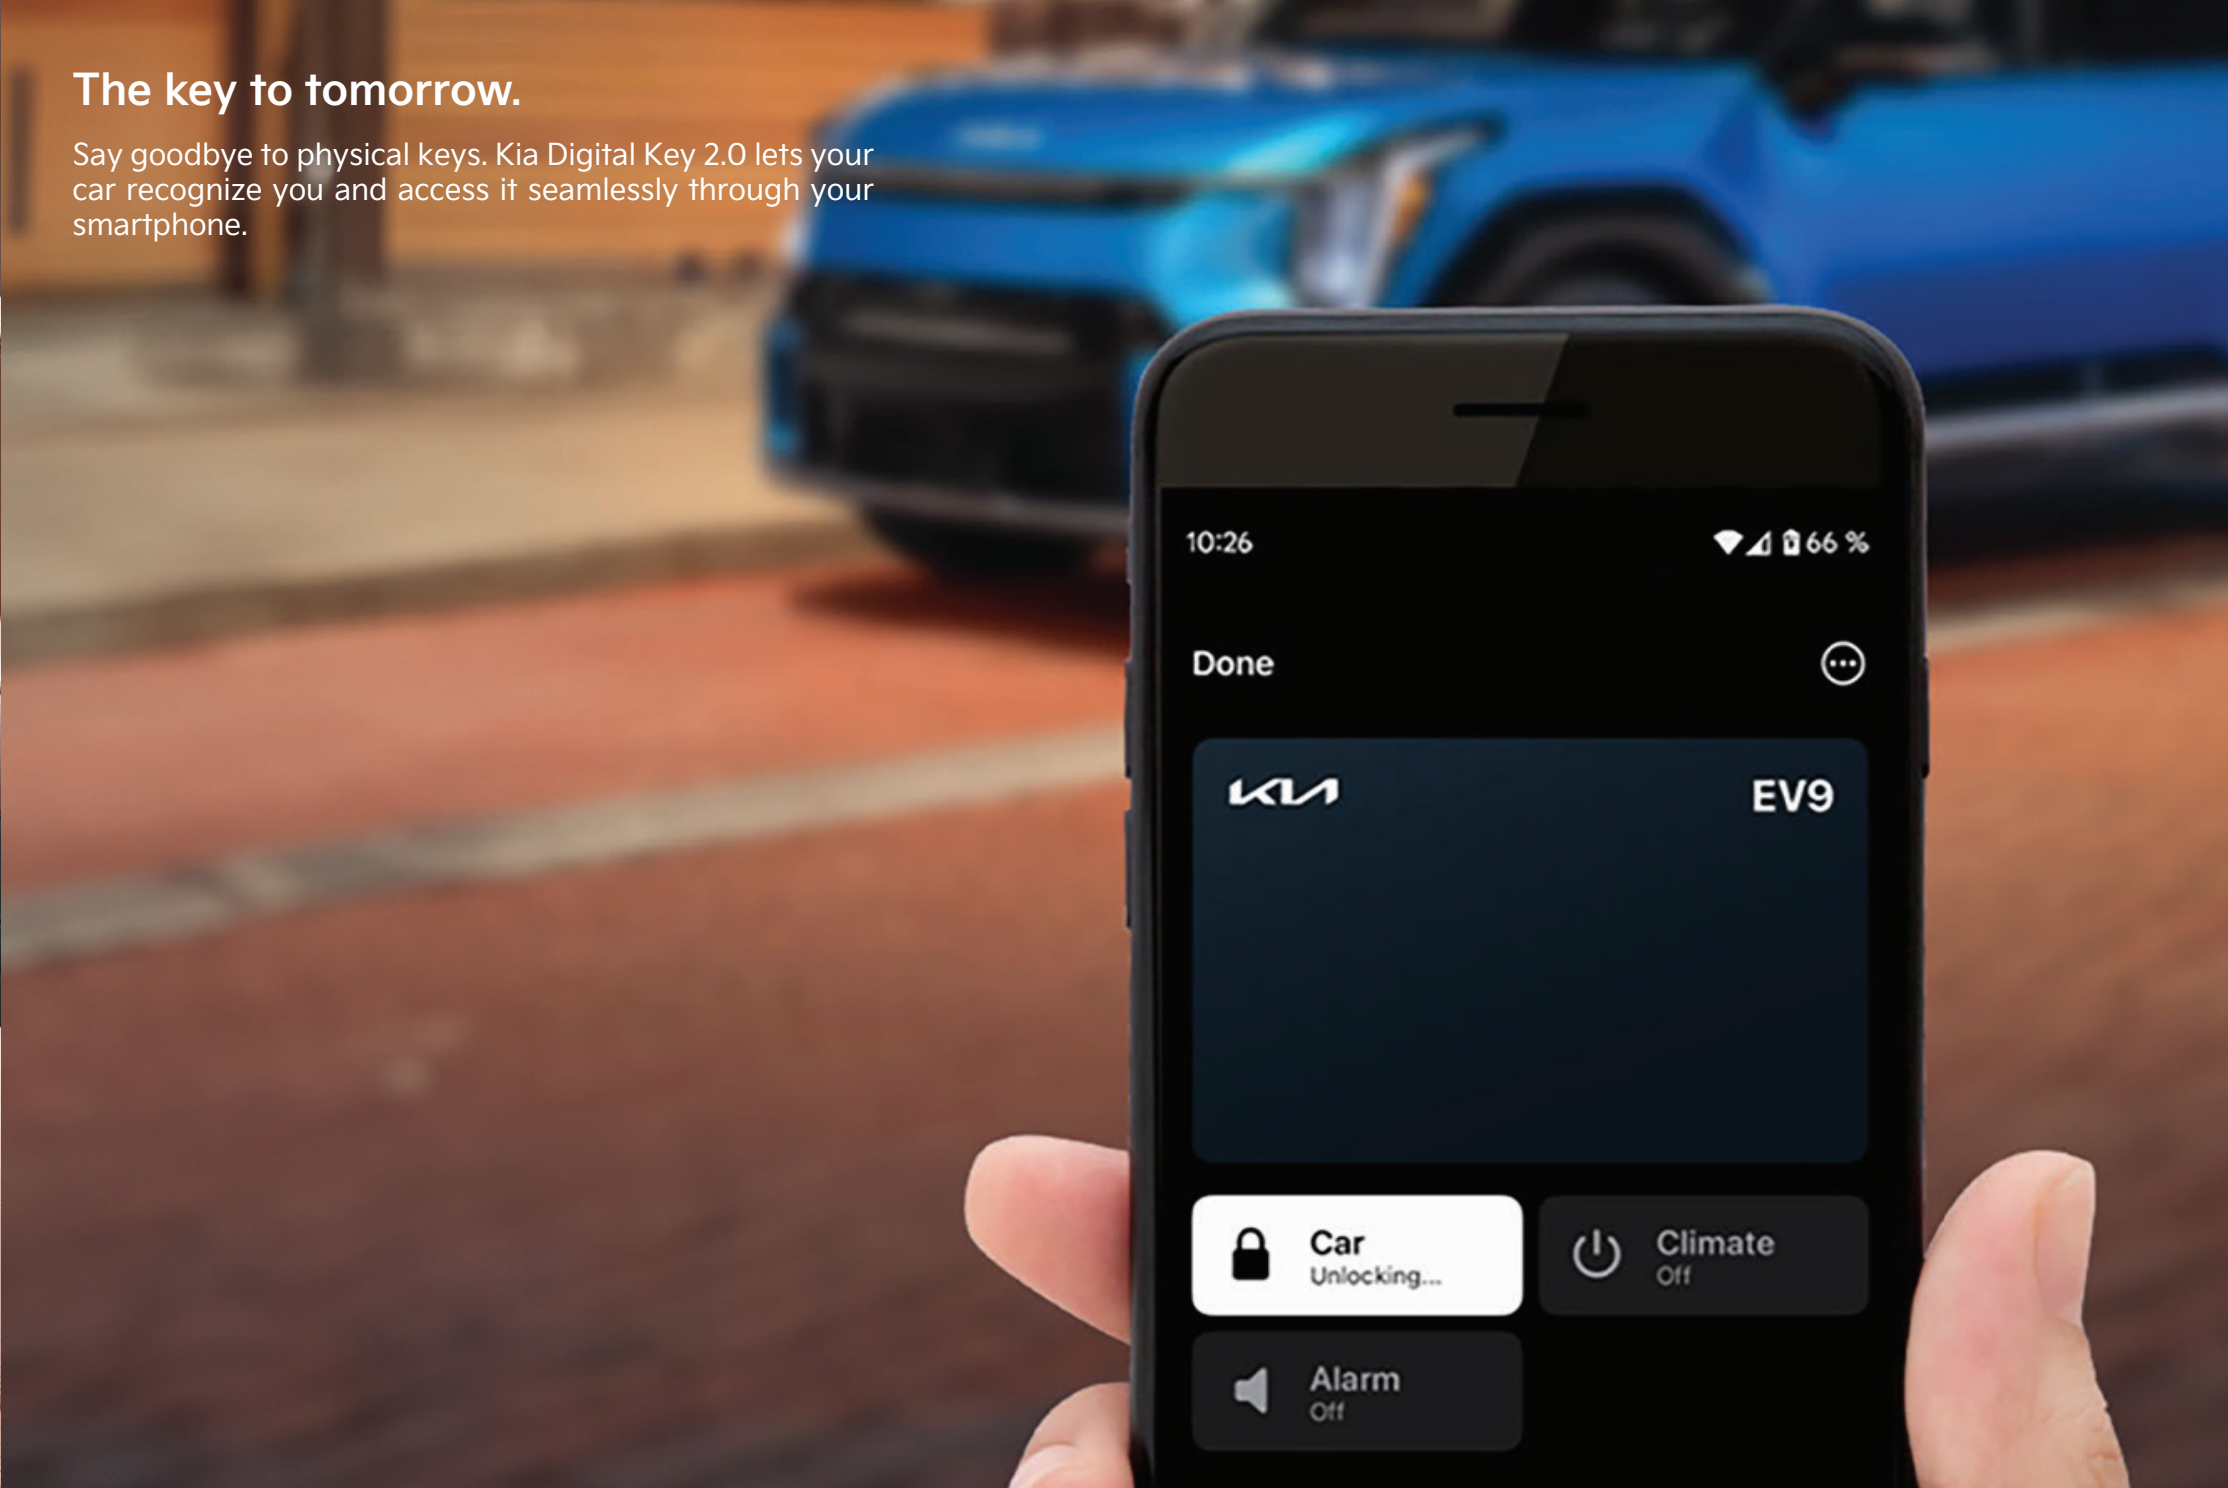 The key to tomorrow.
Say goodbye to physical keys. Kia Digital Key 2.0 lets your
car recognize you and access it seamlessly through your
smartphone.
10:26
66 %
Done
KIA
EV9
Car
Unlocking...
Climate
Off
Alarm
Off